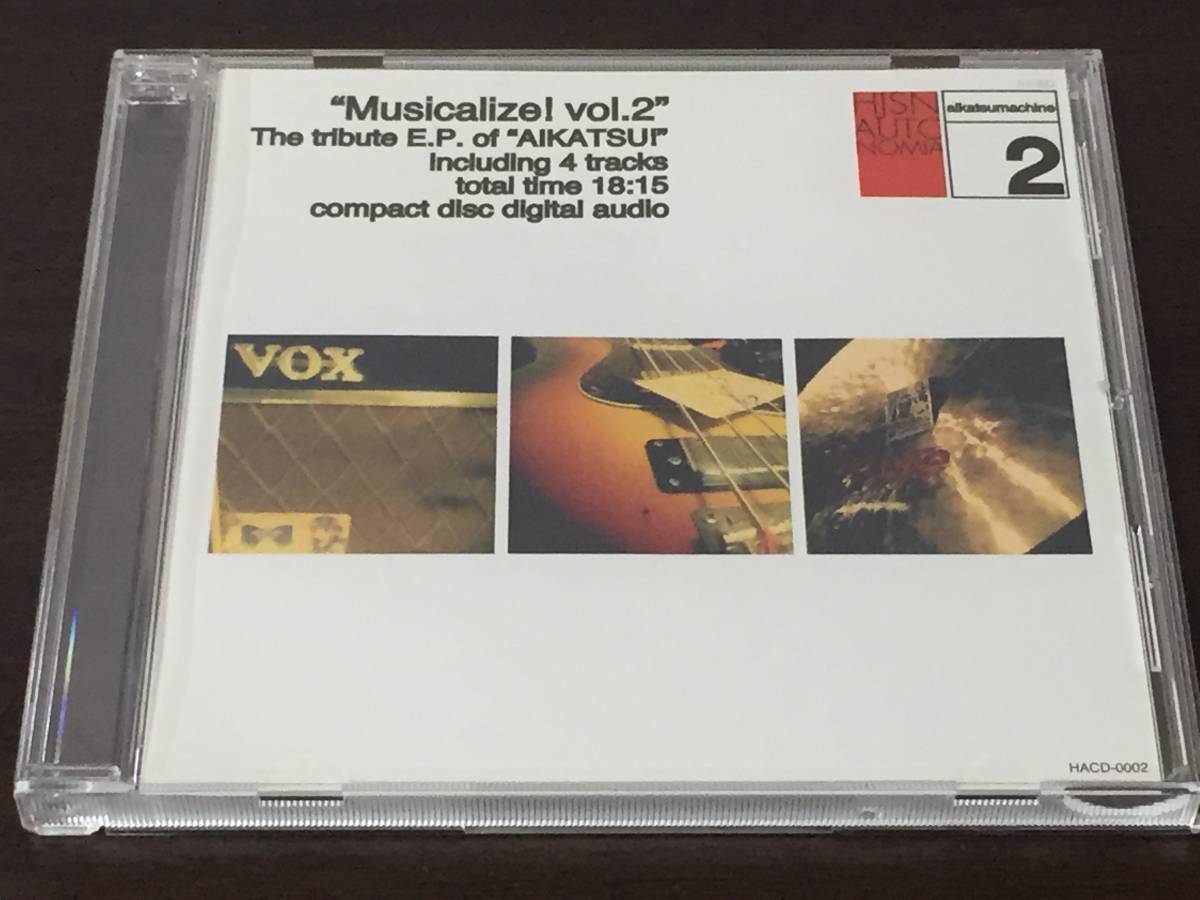 “Musicalize! vol.2”
The tribute E.P. of “AIKATSU!”
including 4 tracks
total time 18:15
compact disc digital audio
HJSN
AUTO
NOMIA
aikatsumachine
2
VOX
HACD-0002